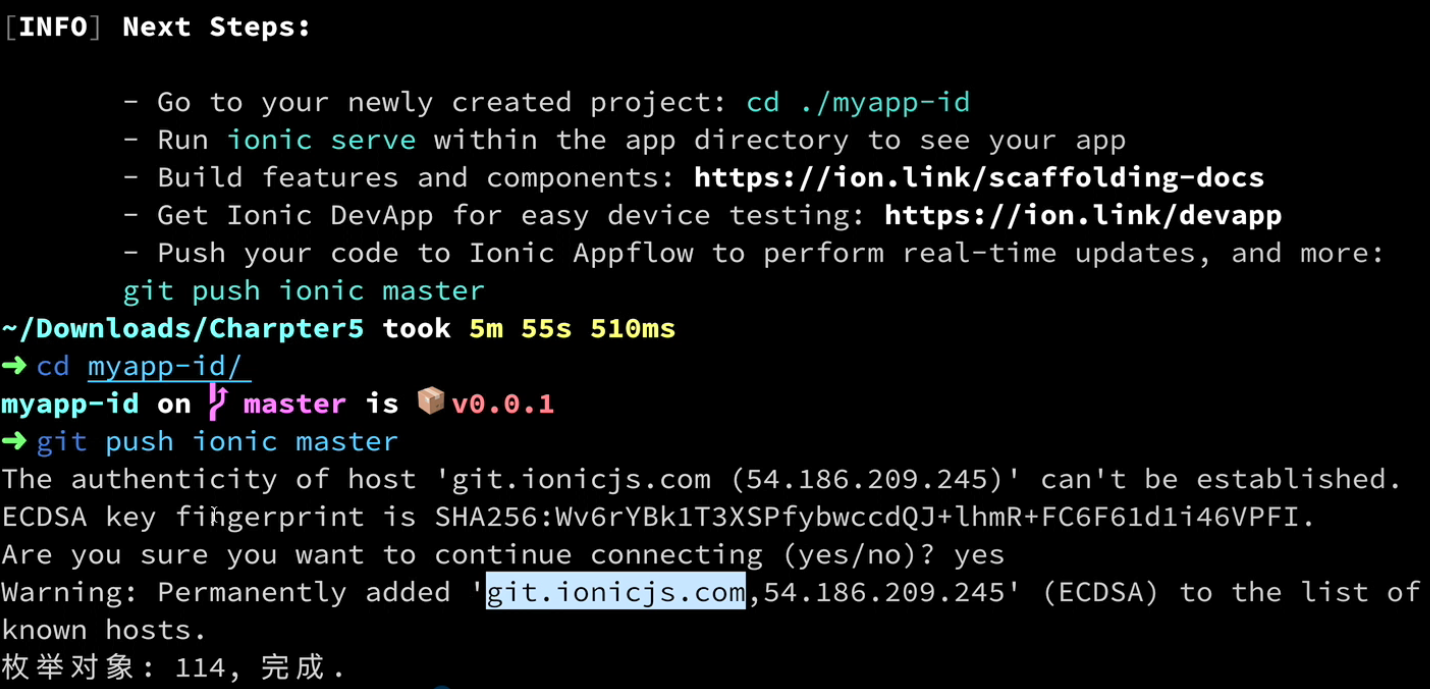 [INFO] Next Steps:
- Go to your newly created project: cd ./myapp-id
- Run ionic serve within the app directory to see your app
- Build features and components: https://ion.link/scaffolding-docs
- Get Ionic DevApp for easy device testing: https://ion.link/devapp
- Push your code to Ionic Appflow to perform real-time updates, and more:
git push ionic master
~/Downloads/Charpter5 took 5m 55s 510ms
➜ cd myapp-id/
myapp-id on master is 📦v0.0.1
➜ git push ionic master
The authenticity of host 'git.ionicjs.com (54.186.209.245)' can't be established.
ECDSA key fingerprint is SHA256:Wv6rYBk1T3XSPfybwccdQJ+lhmR+FC6F61d1i46VPFI.
Are you sure you want to continue connecting (yes/no)? yes
Warning: Permanently added 'git.ionicjs.com,54.186.209.245' (ECDSA) to the list of
known hosts.
枚举对象: 114, 完成.